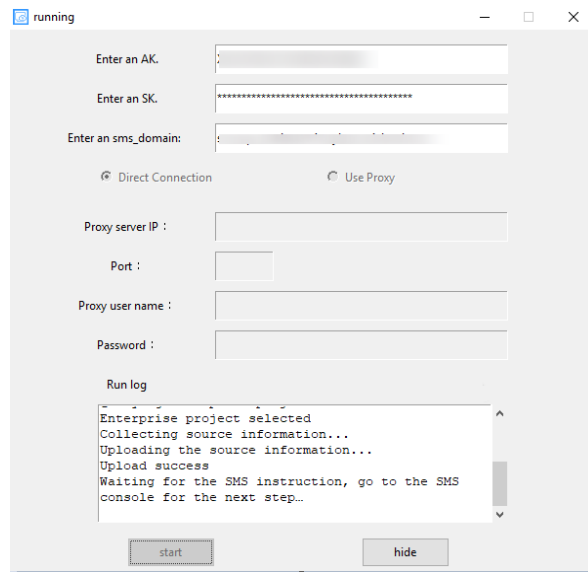 running
Enter an AK.
Enter an SK.
****************************************
Enter an sms_domain:
Direct Connection
Use Proxy
Proxy server IP：
Port：
Proxy user name：
Password：
Run log
Enterprise project selected
Collecting source information...
Uploading the source information...
Upload success
Waiting for the SMS instruction, go to the SMS
console for the next step…
start
hide